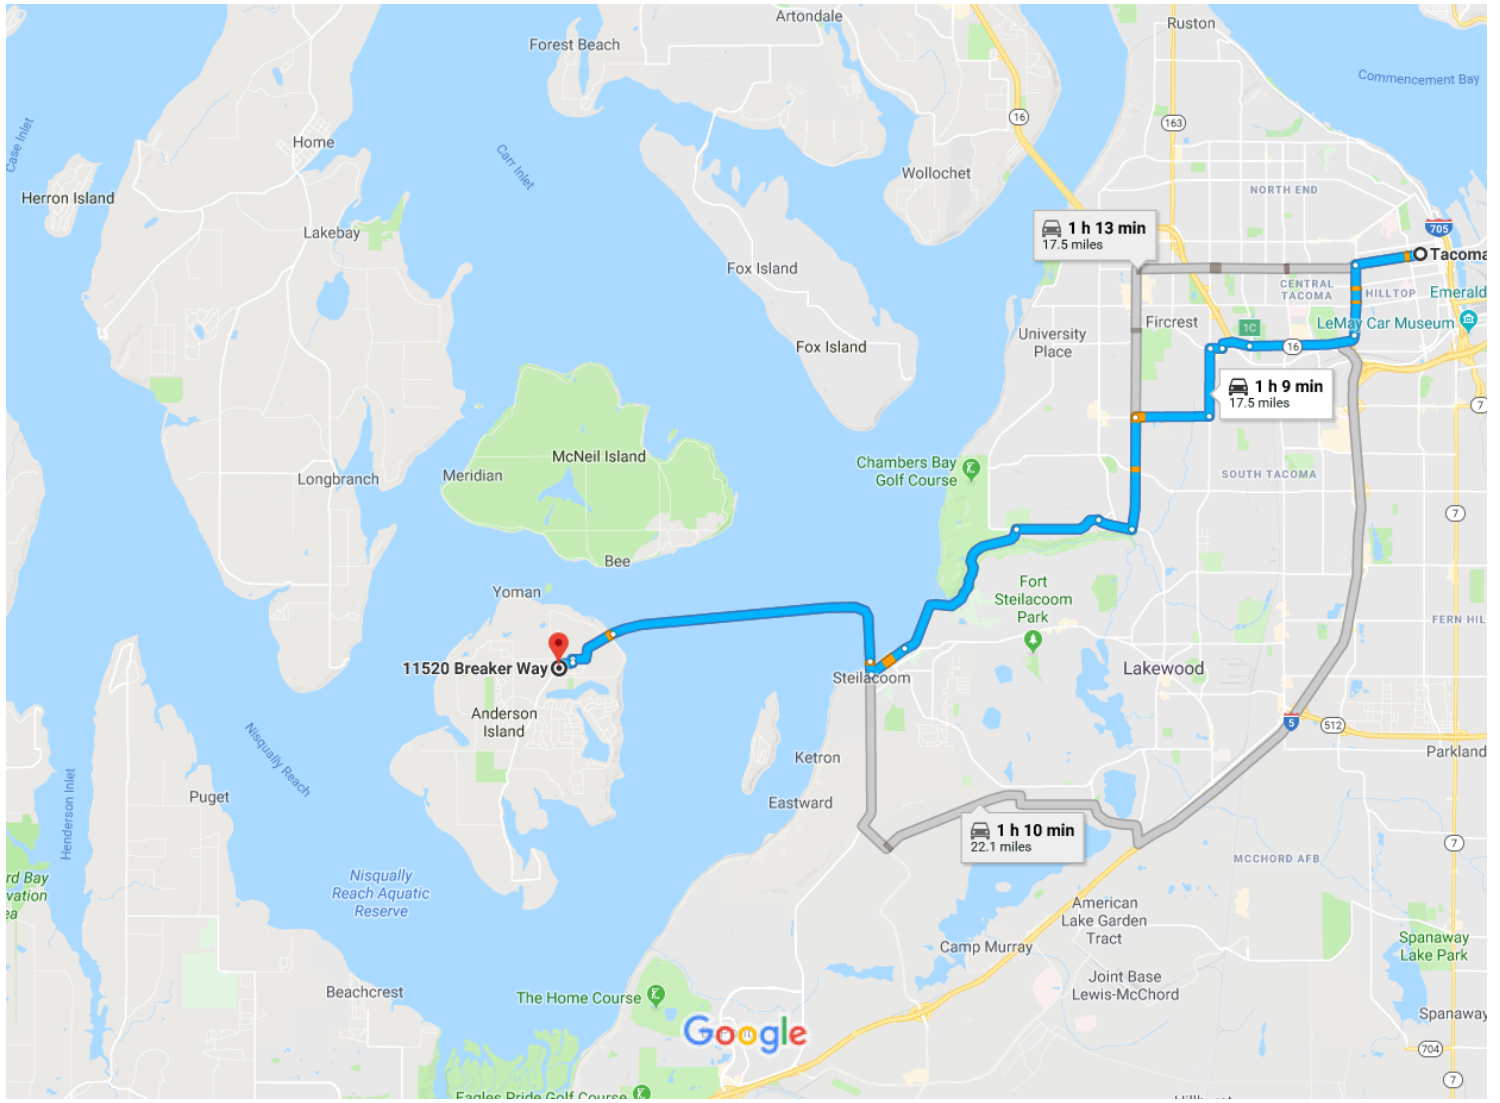 Artondale
Ruston
Forest Beach
Commencement Bay
16
163
Case Inlet
Home
Carr Inlet
Wollochet
Herron Island
NORTH END
Lakebay
1 h 13 min
17.5 miles
705
Tacoma
Fox Island
CENTRAL
TACOMA
HILLTOP
Emerald
Fircrest
1C
LeMay Car Museum
University
Place
Fox Island
16
1 h 9 min
17.5 miles
7
McNeil Island
Chambers Bay
Golf Course
Meridian
Longbranch
SOUTH TACOMA
7
Bee
Yoman
Fort
Steilacoom
Park
FERN HIL
11520 Breaker Way
Steilacoom
Lakewood
Anderson
Island
5
512
Nisqually Reach
Ketron
Parkland
Henderson Inlet
Puget
Eastward
1 h 10 min
22.1 miles
7
MCCHORD AFB
rd Bay
vation
ea
Nisqually
Reach Aquatic
Reserve
American
Lake Garden
Tract
Camp Murray
Spanaway
Lake Park
Joint Base
Lewis-McChord
Beachcrest
The Home Course
Spanaway
Google
704
7
Eagles Pride Golf Course
Hillhurst